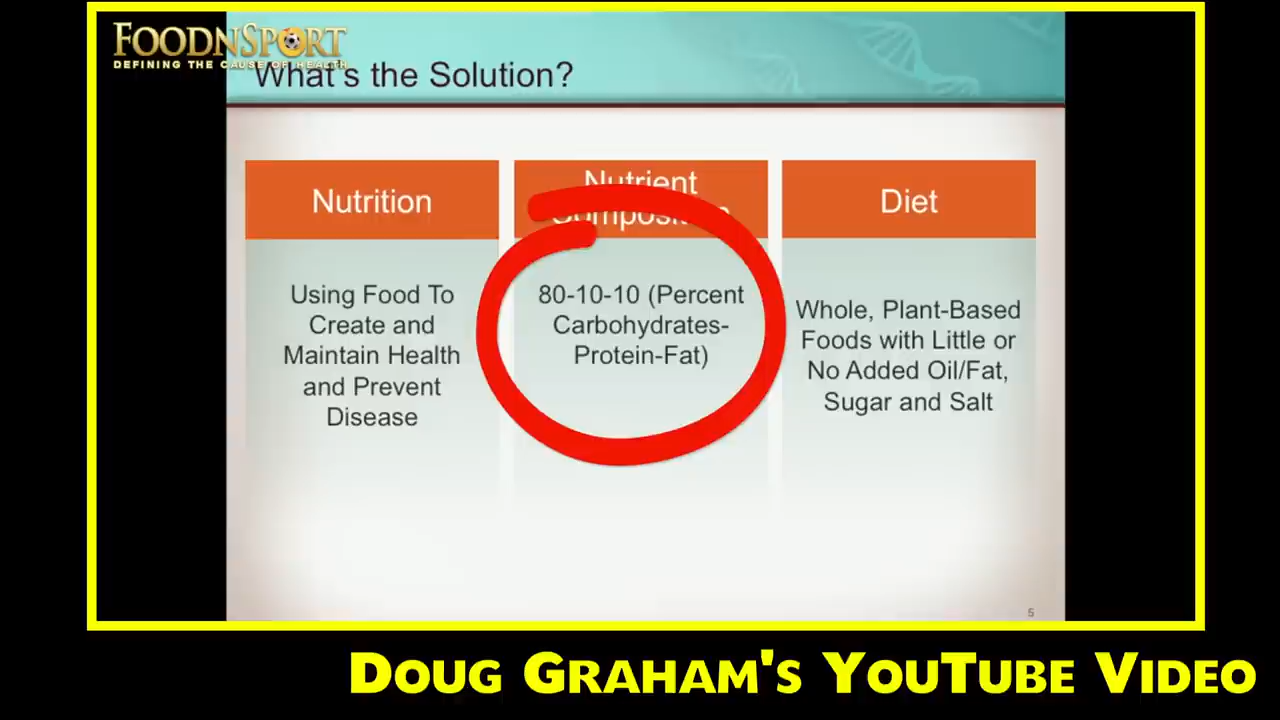 FOODNSPORT
DEFINING THE CAUSE OF HEALTH
What's the Solution?
Nutrition
Using Food To
Create and
Maintain Health
and Prevent
Disease
Nutrient
Composition
80-10-10 (Percent
Carbohydrates-
Protein-Fat)
Diet
Whole, Plant-Based
Foods with Little or
No Added Oil/Fat,
Sugar and Salt
5
DOUG GRAHAM'S YOUTUBE VIDEO